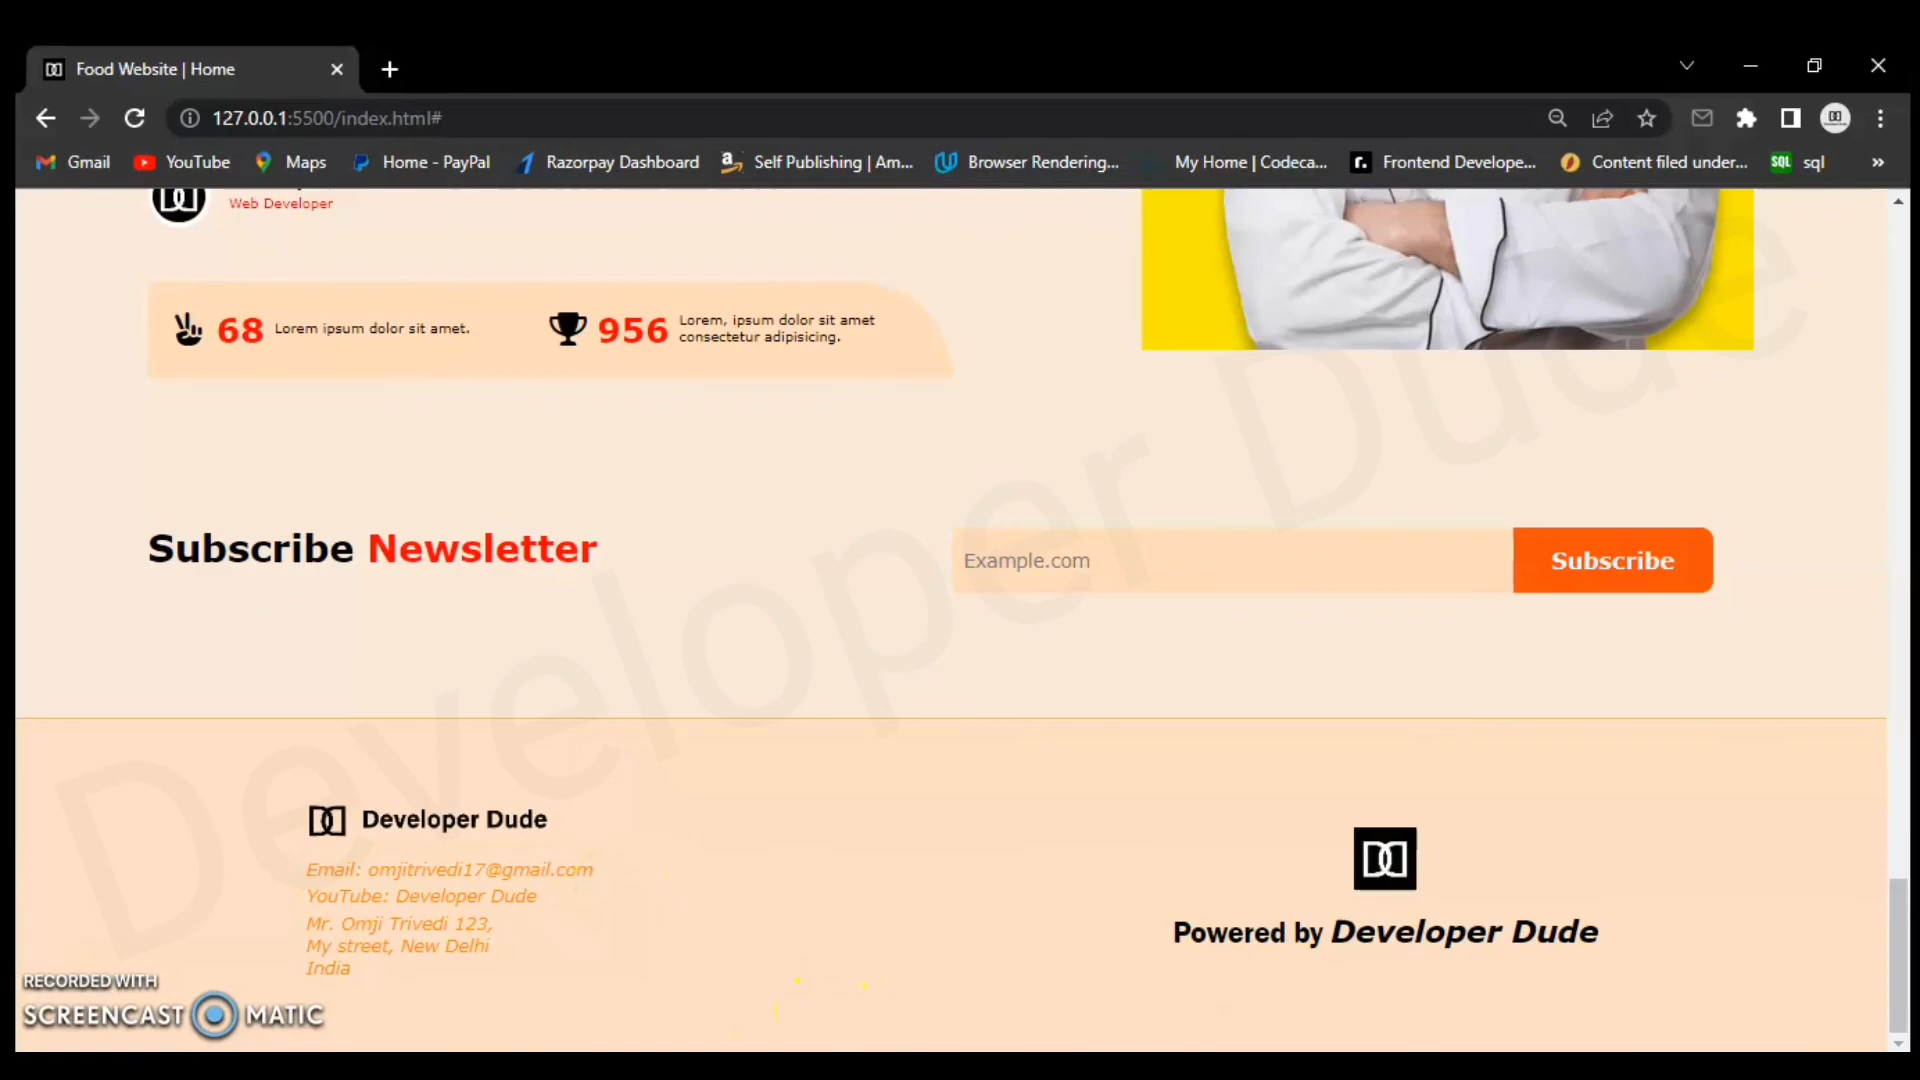 Food Website | Home
127.0.0.1:5500/index.html#
Gmail
YouTube
Maps
Home - PayPal
Razorpay Dashboard
Self Publishing | Am...
Browser Rendering...
My Home | Codeca...
Frontend Develope...
Content filed under...
SQL sql
»
Web Developer
68 Lorem ipsum dolor sit amet.
956 Lorem, ipsum dolor sit amet
consectetur adipisicing.
Subscribe Newsletter
Example.com
Subscribe
Developer Dude
Developer Dude
Email: omjitrivedi17@gmail.com
YouTube: Developer Dude
Mr. Omji Trivedi 123,
My street, New Delhi
India
Powered by Developer Dude
RECORDED WITH
SCREENCAST MATIC